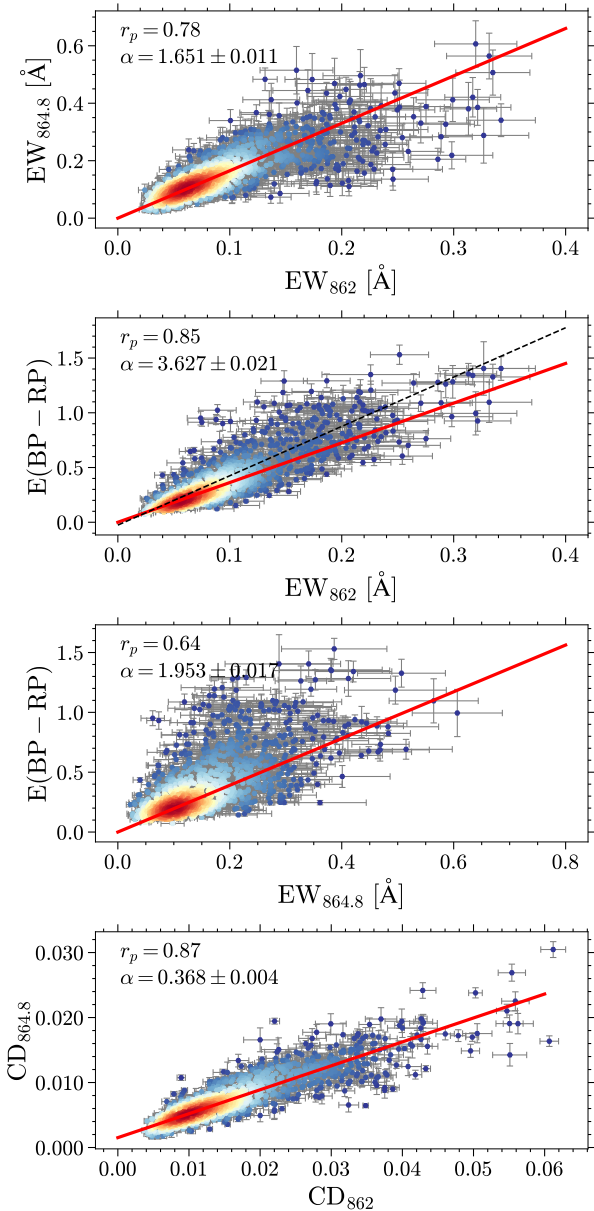 r_p = 0.78
α = 1.651 ± 0.011
EW_864.8 [Å]
0.6
0.4
0.2
0.0
0.0 0.1 0.2 0.3 0.4
EW_862 [Å]
r_p = 0.85
α = 3.627 ± 0.021
E(BP − RP)
1.5
1.0
0.5
0.0
0.0 0.1 0.2 0.3 0.4
EW_862 [Å]
r_p = 0.64
α = 1.953 ± 0.017
E(BP − RP)
1.5
1.0
0.5
0.0
0.0 0.2 0.4 0.6 0.8
EW_864.8 [Å]
r_p = 0.87
α = 0.368 ± 0.004
CD_864.8
0.030
0.020
0.010
0.000
0.00 0.01 0.02 0.03 0.04 0.05 0.06
CD_862